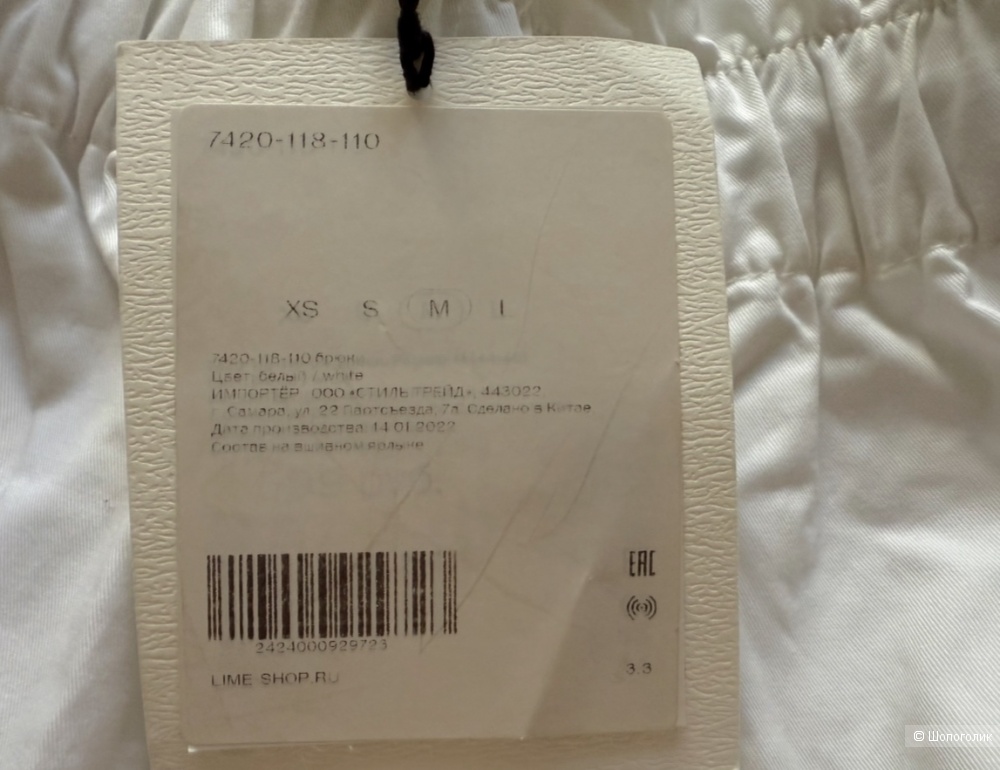 7420-118-110
XS S M L
7420-118-110 брюки
Цвет: белый / white
ИМПОРТЁР: ООО «СТИЛЬ ТРЕЙД», 443022
г. Самара, ул. 22 Партсъезда, 7а. Сделано в Китае
Дата производства: 14.01.2022
Состав на вшивном ярлыке
2424000929723
LIME-SHOP.RU
EAC
3.3
© Шопоголик